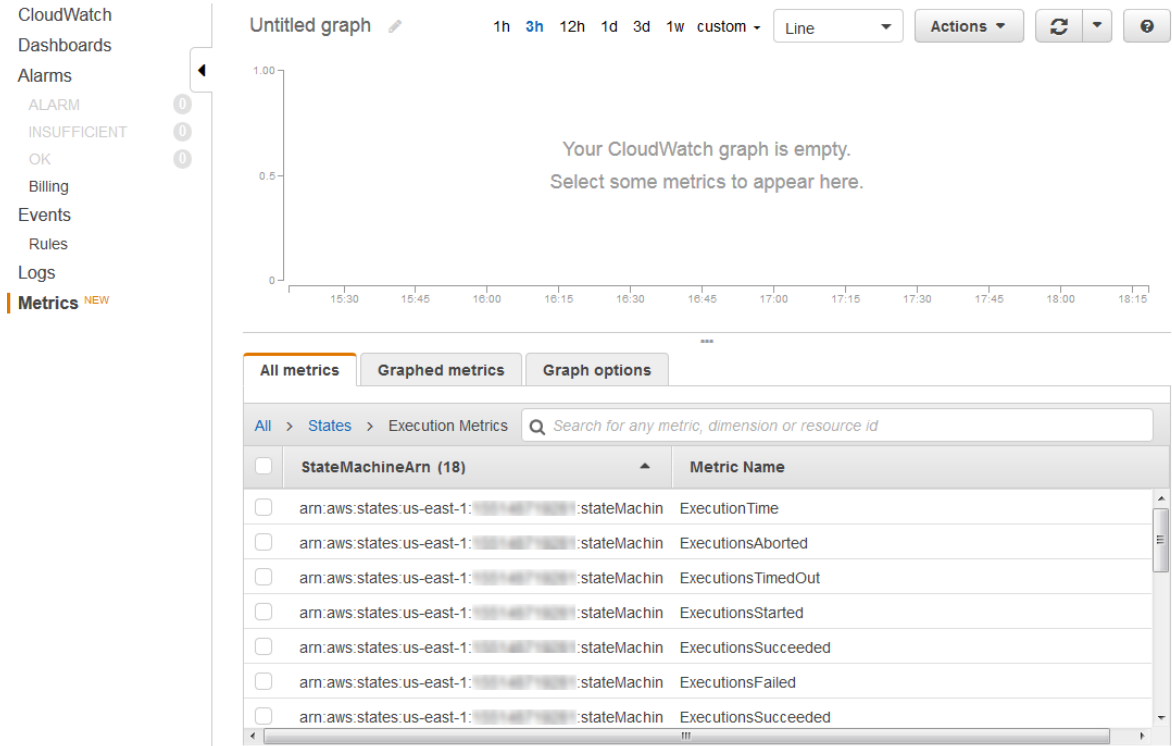 CloudWatch
Dashboards
Alarms
ALARM 0
INSUFFICIENT 0
OK 0
Billing
Events
Rules
Logs
Metrics NEW
Untitled graph 1h 3h 12h 1d 3d 1w custom Line Actions
1.00
0.5
0
Your CloudWatch graph is empty.
Select some metrics to appear here.
15:30 15:45 16:00 16:15 16:30 16:45 17:00 17:15 17:30 17:45 18:00 18:15
All metrics Graphed metrics Graph options
All > States > Execution Metrics Search for any metric, dimension or resource id
StateMachineArn (18) Metric Name
arn:aws:states:us-east-1: :stateMachin ExecutionTime
arn:aws:states:us-east-1: :stateMachin ExecutionsAborted
arn:aws:states:us-east-1: :stateMachin ExecutionsTimedOut
arn:aws:states:us-east-1: :stateMachin ExecutionsStarted
arn:aws:states:us-east-1: :stateMachin ExecutionsSucceeded
arn:aws:states:us-east-1: :stateMachin ExecutionsFailed
arn:aws:states:us-east-1: :stateMachin ExecutionsSucceeded